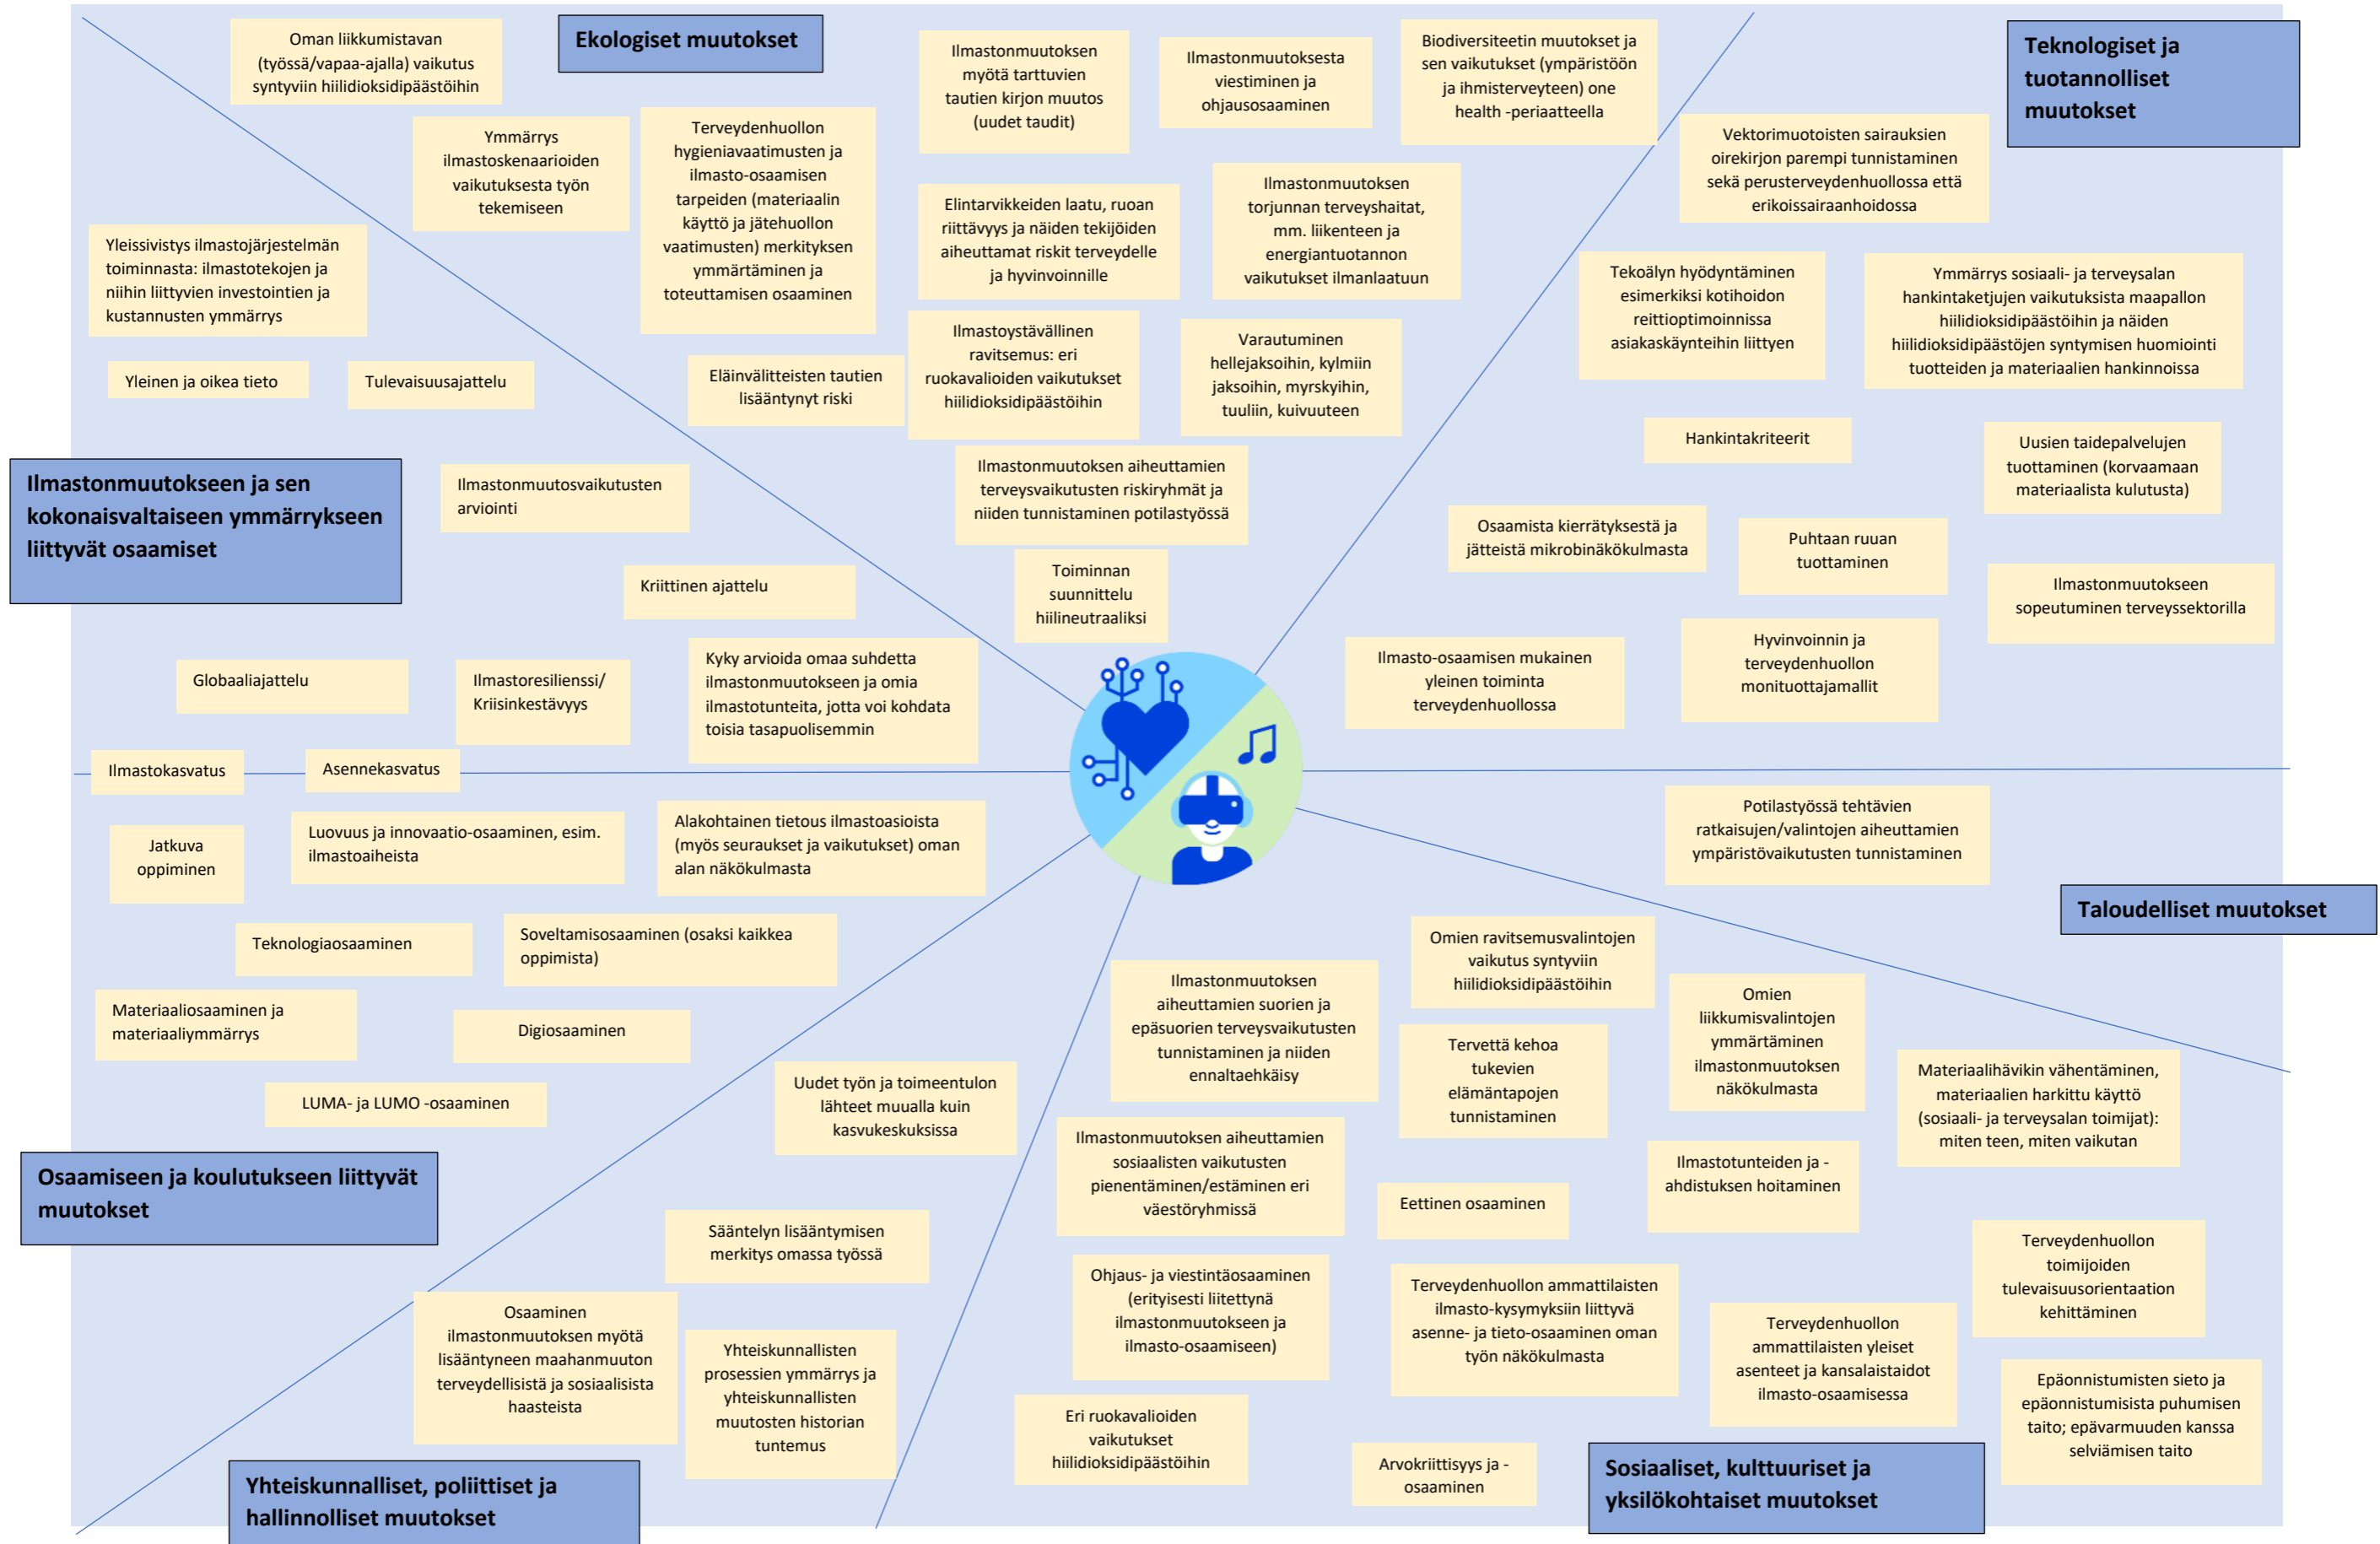 Ekologiset muutokset
Oman liikkumistavan
(työssä/vapaa-ajalla) vaikutus
syntyviin hiilidioksidipäästöihin
Ymmärrys
ilmastoskenaarioiden
vaikutuksesta työn
tekemiseen
Terveydenhuollon
hygieniavaatimusten ja
ilmasto-osaamisen
tarpeiden (materiaalin
käyttö ja jätehuollon
vaatimusten) merkityksen
ymmärtäminen ja
toteuttamisen osaaminen
Ilmastonmuutoksen
myötä tarttuvien
tautien kirjon muutos
(uudet taudit)
Ilmastonmuutoksesta
viestiminen ja
ohjausosaaminen
Biodiversiteetin muutokset ja
sen vaikutukset (ympäristöön
ja ihmisterveyteen) one
health -periaatteella
Elintarvikkeiden laatu, ruoan
riittävyys ja näiden tekijöiden
aiheuttamat riskit terveydelle
ja hyvinvoinnille
Ilmastonmuutoksen
torjunnan terveyshaitat,
mm. liikenteen ja
energiantuotannon
vaikutukset ilmanlaatuun
Eläinvälitteisten tautien
lisääntynyt riski
Ilmastoystävällinen
ravitsemus: eri
ruokavalioiden vaikutukset
hiilidioksidipäästöihin
Varautuminen
hellejaksoihin, kylmiin
jaksoihin, myrskyihin,
tuuliin, kuivuuteen
Ilmastonmuutoksen aiheuttamien
terveysvaikutusten riskiryhmät ja
niiden tunnistaminen potilastyössä
Toiminnan
suunnittelu
hiilineutraaliksi
Teknologiset ja
tuotannolliset
muutokset
Vektorimuotoisten sairauksien
oirekirjon parempi tunnistaminen
sekä perusterveydenhuollossa että
erikoissairaanhoidossa
Tekoälyn hyödyntäminen
esimerkiksi kotihoidon
reittioptimoinnissa
asiakaskäynteihin liittyen
Ymmärrys sosiaali- ja terveysalan
hankintaketjujen vaikutuksista maapallon
hiilidioksidipäästöihin ja näiden
hiilidioksidipäästöjen syntymisen huomiointi
tuotteiden ja materiaalien hankinnoissa
Hankintakriteerit
Uusien taidepalvelujen
tuottaminen (korvaamaan
materiaalista kulutusta)
Osaamista kierrätyksestä ja
jätteistä mikrobinäkökulmasta
Puhtaan ruuan
tuottaminen
Ilmastonmuutokseen
sopeutuminen terveyssektorilla
Ilmasto-osaamisen mukainen
yleinen toiminta
terveydenhuollossa
Hyvinvoinnin ja
terveydenhuollon
monituottajamallit
Yleissivistys ilmastojärjestelmän
toiminnasta: ilmastotekojen ja
niihin liittyvien investointien ja
kustannusten ymmärrys
Yleinen ja oikea tieto
Tulevaisuusajattelu
Ilmastonmuutokseen ja sen
kokonaisvaltaiseen ymmärrykseen
liittyvät osaamiset
Ilmastonmuutosvaikutusten
arviointi
Kriittinen ajattelu
Globaaliajattelu
Ilmastoresilienssi/
Kriisinkestävyys
Kyky arvioida omaa suhdetta
ilmastonmuutokseen ja omia
ilmastotunteita, jotta voi kohdata
toisia tasapuolisemmin
Ilmastokasvatus
Asennekasvatus
Jatkuva
oppiminen
Luovuus ja innovaatio-osaaminen, esim.
ilmastoaiheista
Alakohtainen tietous ilmastoasioista
(myös seuraukset ja vaikutukset) oman
alan näkökulmasta
Teknologiaosaaminen
Soveltamisosaaminen (osaksi kaikkea
oppimista)
Materiaaliosaaminen ja
materiaaliymmärrys
Digiosaaminen
LUMA- ja LUMO -osaaminen
Osaamiseen ja koulutukseen liittyvät
muutokset
Uudet työn ja toimeentulon
lähteet muualla kuin
kasvukeskuksissa
Sääntelyn lisääntymisen
merkitys omassa työssä
Osaaminen
ilmastonmuutoksen myötä
lisääntyneen maahanmuuton
terveydellisistä ja sosiaalisista
haasteista
Yhteiskunnallisten
prosessien ymmärrys ja
yhteiskunnallisten
muutosten historian
tuntemus
Yhteiskunnalliset, poliittiset ja
hallinnolliset muutokset
Potilastyössä tehtävien
ratkaisujen/valintojen aiheuttamien
ympäristövaikutusten tunnistaminen
Taloudelliset muutokset
Omien ravitsemusvalintojen
vaikutus syntyviin
hiilidioksidipäästöihin
Ilmastonmuutoksen
aiheuttamien suorien ja
epäsuorien terveysvaikutusten
tunnistaminen ja niiden
ennaltaehkäisy
Tervettä kehoa
tukevien
elämäntapojen
tunnistaminen
Omien
liikkumisvalintojen
ymmärtäminen
ilmastonmuutoksen
näkökulmasta
Materiaalihävikin vähentäminen,
materiaalien harkittu käyttö
(sosiaali- ja terveysalan toimijat):
miten teen, miten vaikutan
Ilmastonmuutoksen aiheuttamien
sosiaalisten vaikutusten
pienentäminen/estäminen eri
väestöryhmissä
Eettinen osaaminen
Ilmastotunteiden ja -
ahdistuksen hoitaminen
Terveydenhuollon
toimijoiden
tulevaisuusorientaation
kehittäminen
Ohjaus- ja viestintäosaaminen
(erityisesti liitettynä
ilmastonmuutokseen ja
ilmasto-osaamiseen)
Terveydenhuollon ammattilaisten
ilmasto-kysymyksiin liittyvä
asenne- ja tieto-osaaminen oman
työn näkökulmasta
Terveydenhuollon
ammattilaisten yleiset
asenteet ja kansalaistaidot
ilmasto-osaamisessa
Epäonnistumisten sieto ja
epäonnistumisista puhumisen
taito; epävarmuuden kanssa
selviämisen taito
Eri ruokavalioiden
vaikutukset
hiilidioksidipäästöihin
Arvokriittisyys ja -
osaaminen
Sosiaaliset, kulttuuriset ja
yksilökohtaiset muutokset